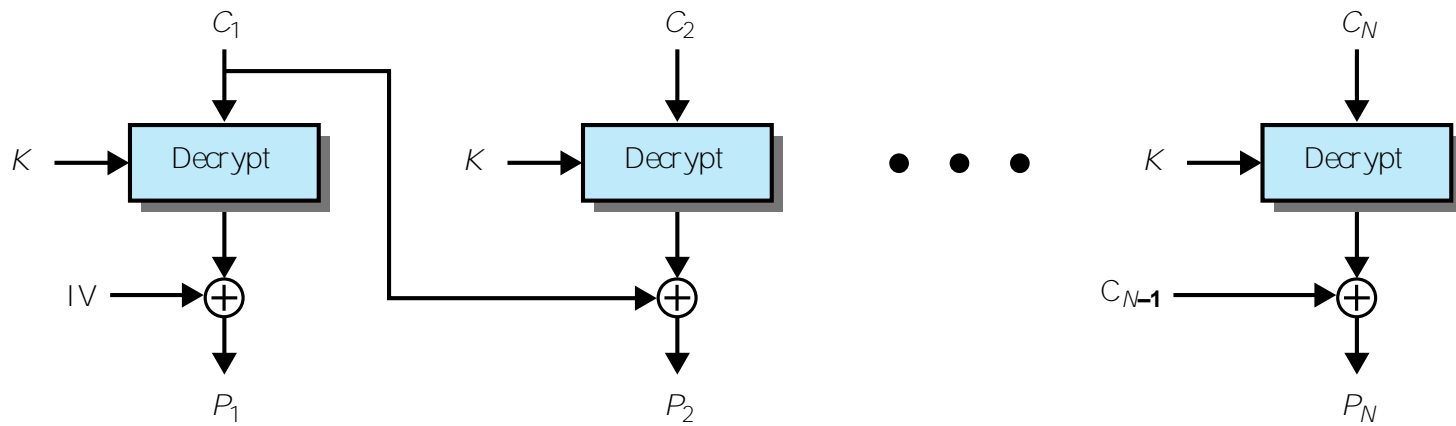 C1 C2 CN
K Decrypt K Decrypt K Decrypt
IV CN–1
P1 P2 PN